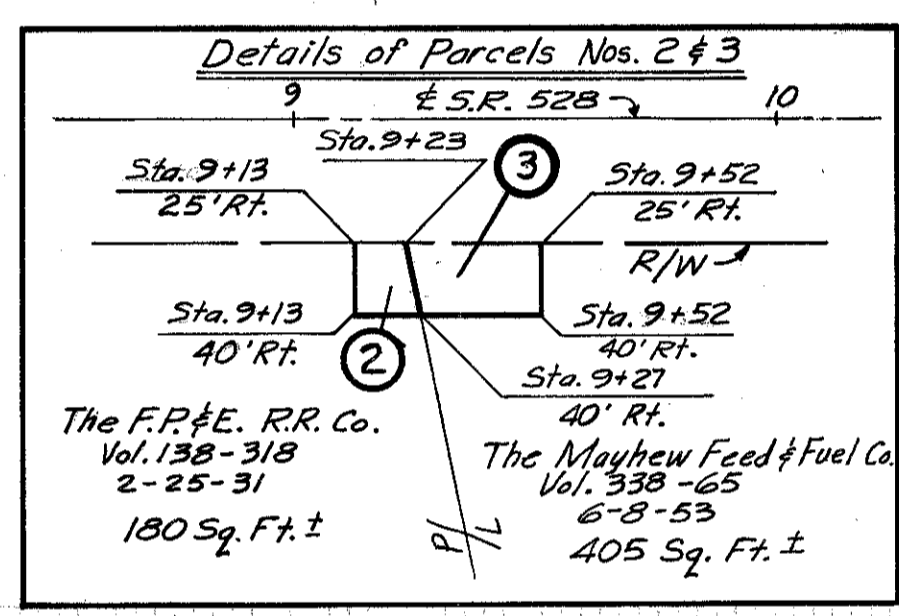 Details of Parcels Nos. 2 & 3
9
℄ S.R. 528
10
Sta. 9+23
3
Sta. 9+13
25' Rt.
Sta. 9+52
25' Rt.
R/W
Sta. 9+13
40' Rt.
2
Sta. 9+52
40' Rt.
Sta. 9+27
40' Rt.
The F.P. & E. R.R. Co.
Vol. 138-318
2-25-31
180 Sq. Ft. ±
P/L
The Mayhew Feed & Fuel Co.
Vol. 338-65
6-8-53
405 Sq. Ft. ±